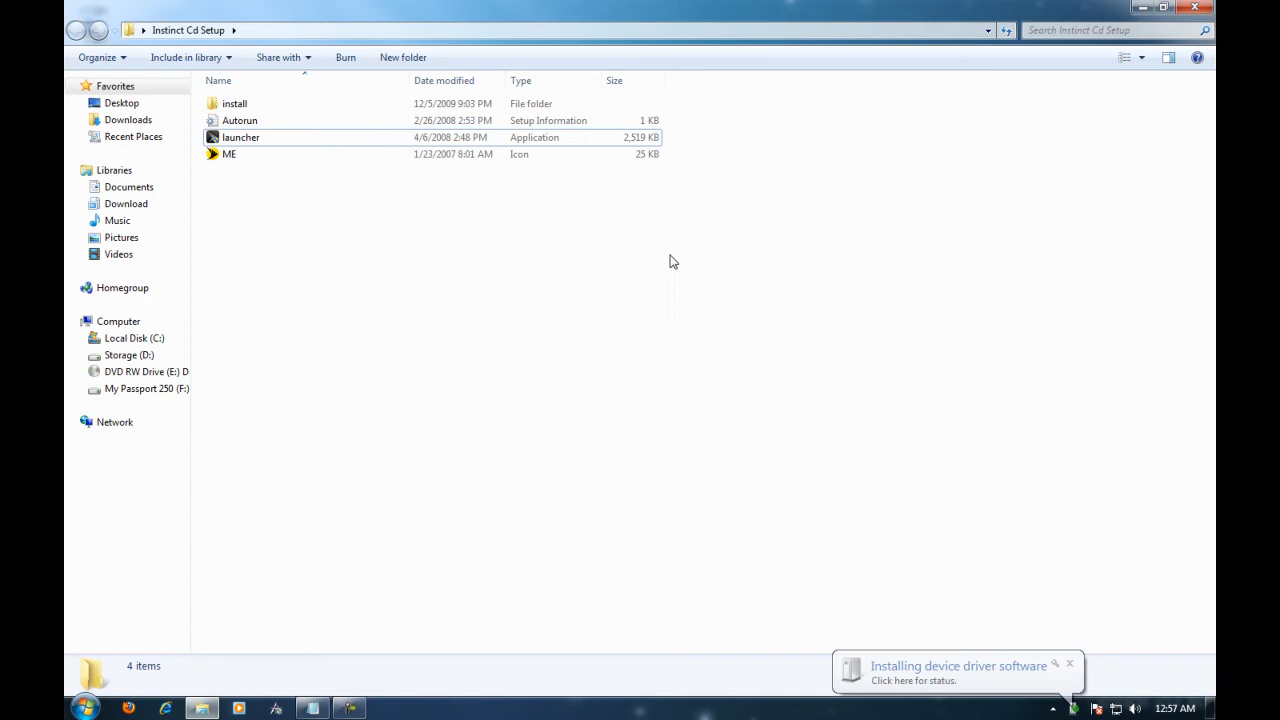 Instinct Cd Setup
Search Instinct Cd Setup
Organize Include in library Share with Burn New folder
Name Date modified Type Size
install 12/5/2009 9:03 PM File folder
Autorun 2/26/2008 2:53 PM Setup Information 1 KB
launcher 4/6/2008 2:48 PM Application 2,519 KB
ME 1/23/2007 8:01 AM Icon 25 KB
Favorites
Desktop
Downloads
Recent Places
Libraries
Documents
Download
Music
Pictures
Videos
Homegroup
Computer
Local Disk (C:)
Storage (D:)
DVD RW Drive (E:) D
My Passport 250 (F:)
Network
4 items
Installing device driver software
Click here for status.
12:57 AM